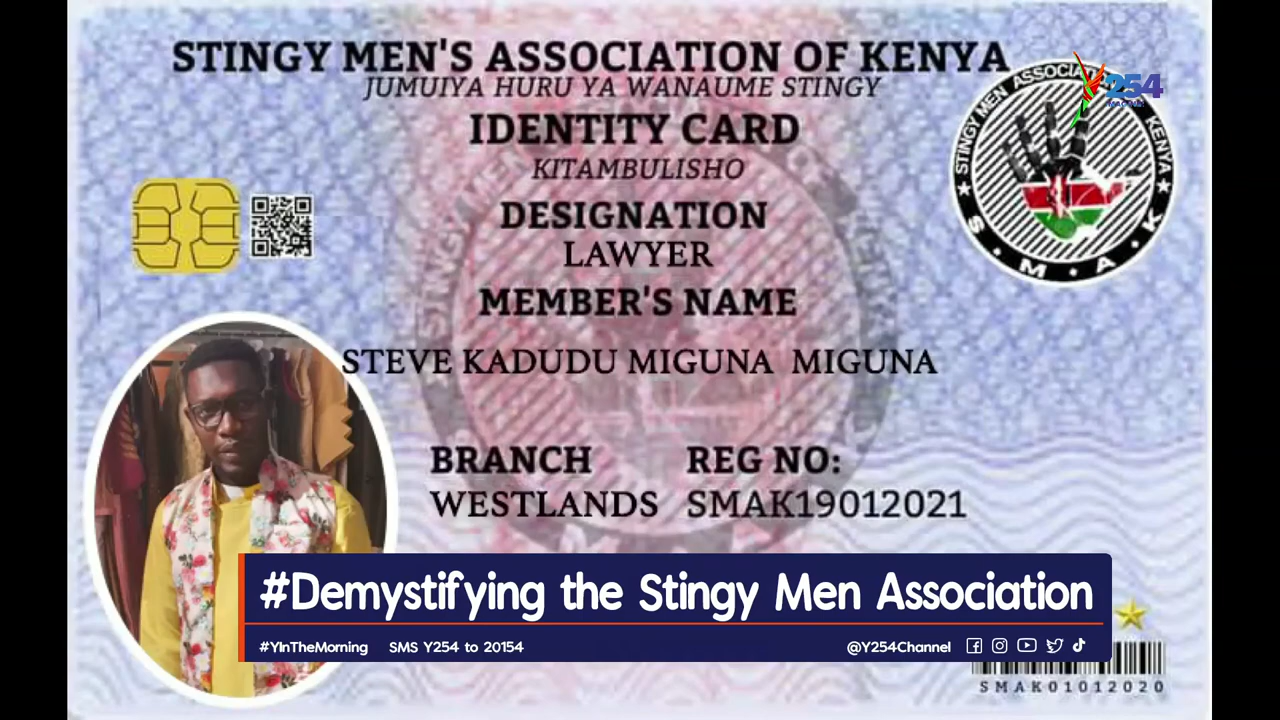 STINGY MEN'S ASSOCIATION OF KENYA
JUMUIYA HURU YA WANAUME STINGY
IDENTITY CARD
KITAMBULISHO
DESIGNATION
LAWYER
MEMBER'S NAME
STEVE KADUDU MIGUNA MIGUNA
BRANCH
WESTLANDS
REG NO:
SMAK19012021
STINGY MEN ASSOCIATION KENYA
S.M.A.K
254
#Demystifying the Stingy Men Association
#YInTheMorning SMS Y254 to 20154
@Y254Channel
SMAK01012020